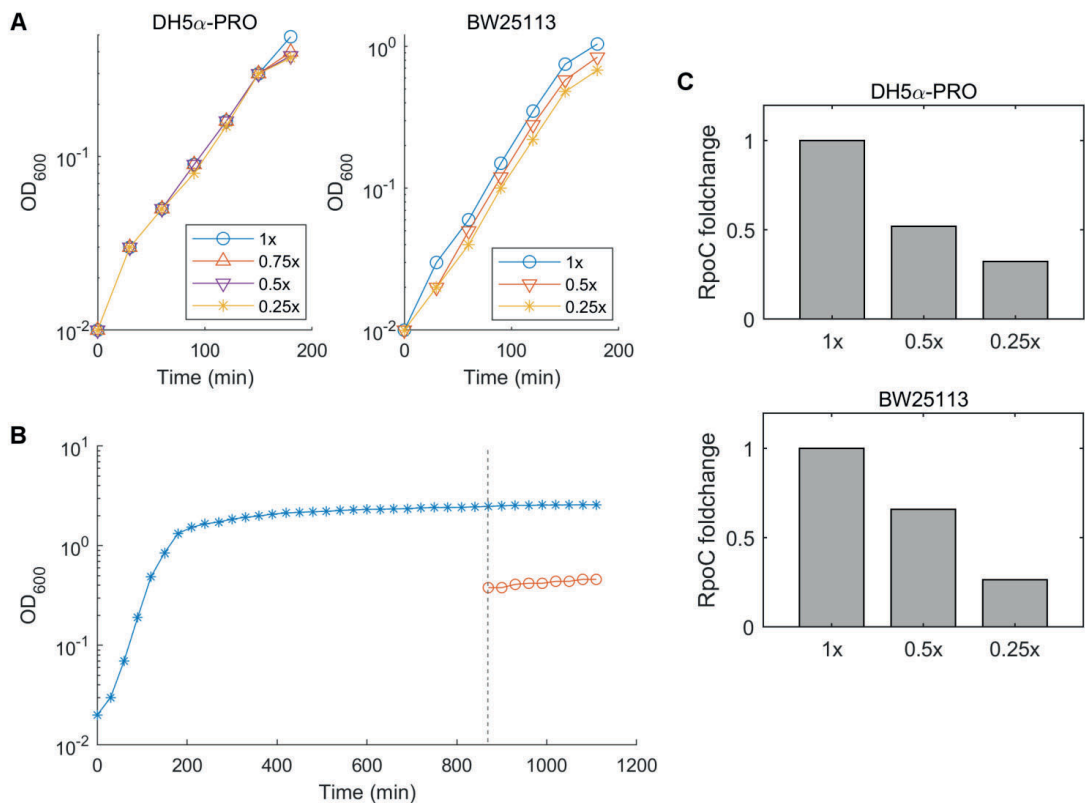 A
DH5α-PRO
OD600
10^-1
10^-2
0
100
200
Time (min)
1x
0.75x
0.5x
0.25x
BW25113
OD600
10^0
10^-1
10^-2
0
100
200
Time (min)
1x
0.5x
0.25x
B
OD600
10^1
10^0
10^-1
10^-2
0
200
400
600
800
1000
1200
Time (min)
C
DH5α-PRO
RpoC foldchange
1
0.5
0
1x
0.5x
0.25x
BW25113
RpoC foldchange
1
0.5
0
1x
0.5x
0.25x